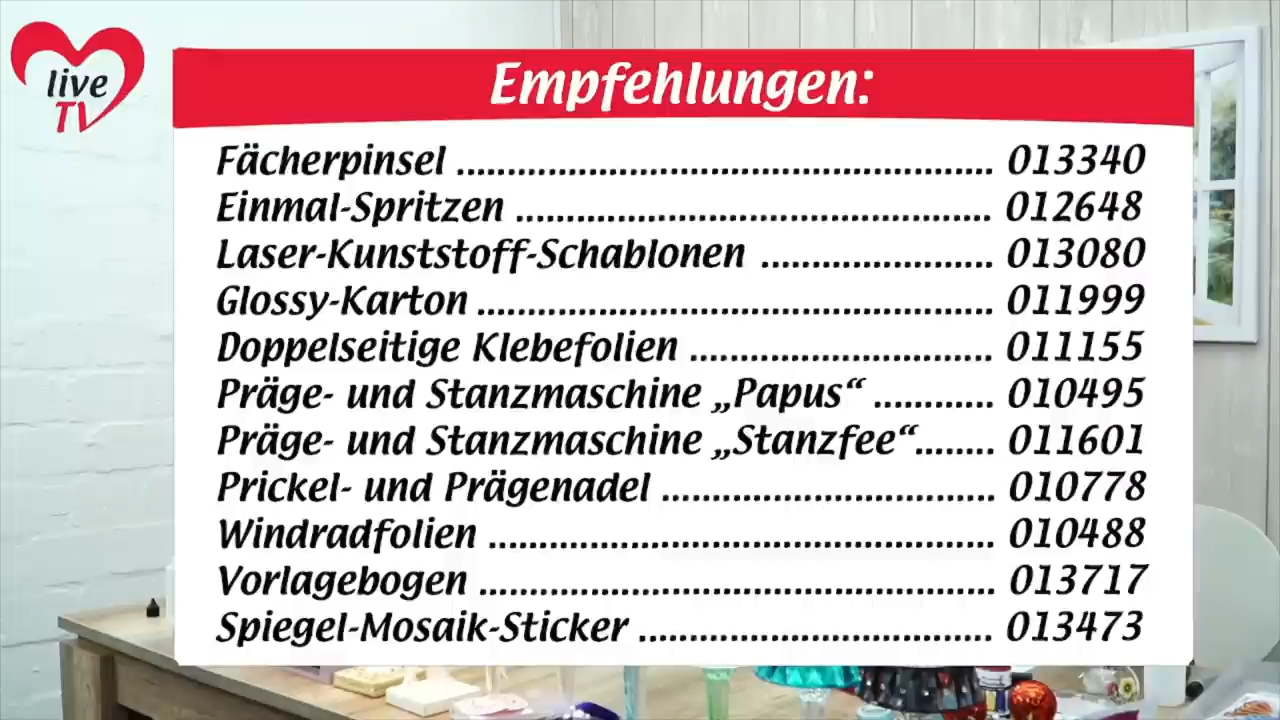 live
TV
Empfehlungen:
Fächerpinsel ..................................................... 013340
Einmal-Spritzen ............................................... 012648
Laser-Kunststoff-Schablonen ....................... 013080
Glossy-Karton ................................................... 011999
Doppelseitige Klebefolien .............................. 011155
Präge- und Stanzmaschine „Papus“ ............ 010495
Präge- und Stanzmaschine „Stanzfee“........ 011601
Prickel- und Prägenadel ................................. 010778
Windradfolien .................................................. 010488
Vorlagebogen ................................................... 013717
Spiegel-Mosaik-Sticker ................................... 013473